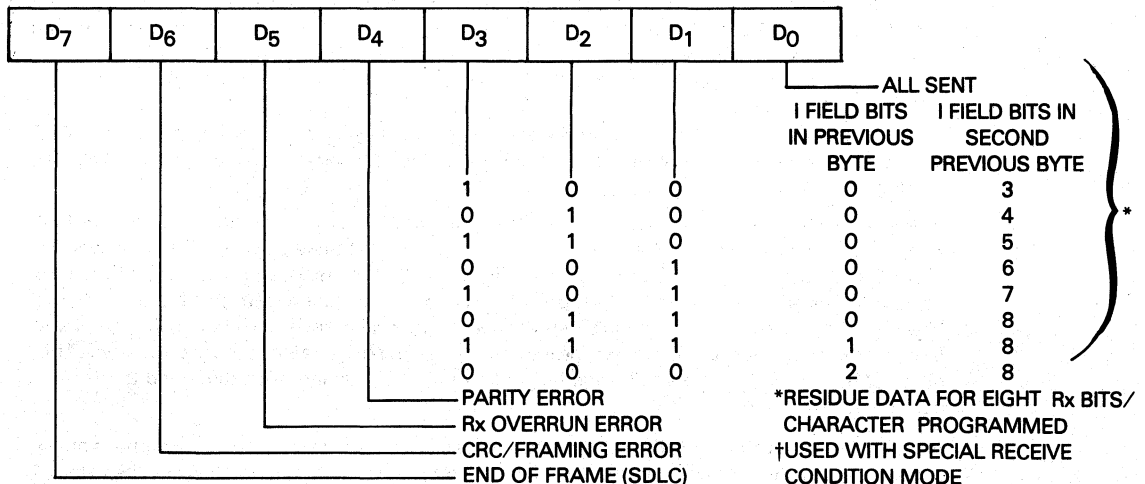 D7 D6 D5 D4 D3 D2 D1 D0
ALL SENT
I FIELD BITS I FIELD BITS IN
IN PREVIOUS SECOND
BYTE PREVIOUS BYTE
1 0 0 0 3
0 1 0 0 4
1 1 0 0 5
0 0 1 0 6
1 0 1 0 7
0 1 1 0 8
1 1 1 1 8
0 0 0 2 8
*
PARITY ERROR
Rx OVERRUN ERROR
CRC/FRAMING ERROR
END OF FRAME (SDLC)
*RESIDUE DATA FOR EIGHT Rx BITS/
CHARACTER PROGRAMMED
†USED WITH SPECIAL RECEIVE
CONDITION MODE